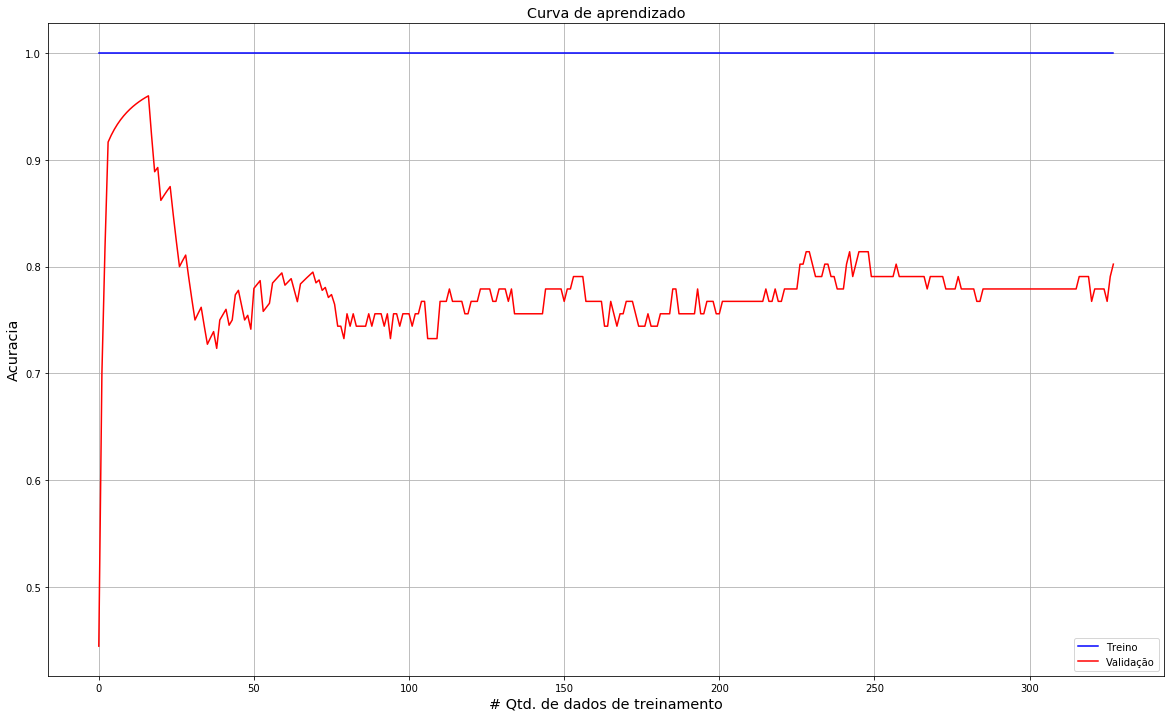 Curva de aprendizado
1.0
0.9
0.8
0.7
0.6
0.5
Acuracia
0
50
100
150
200
250
300
# Qtd. de dados de treinamento
Treino
Validação